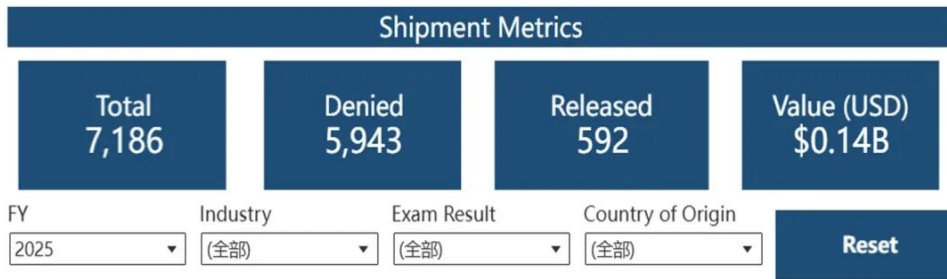 Shipment Metrics
Total Denied Released Value (USD)
7,186 5,943 592 $0.14B
FY Industry Exam Result Country of Origin
2025 (全部) (全部) (全部) Reset